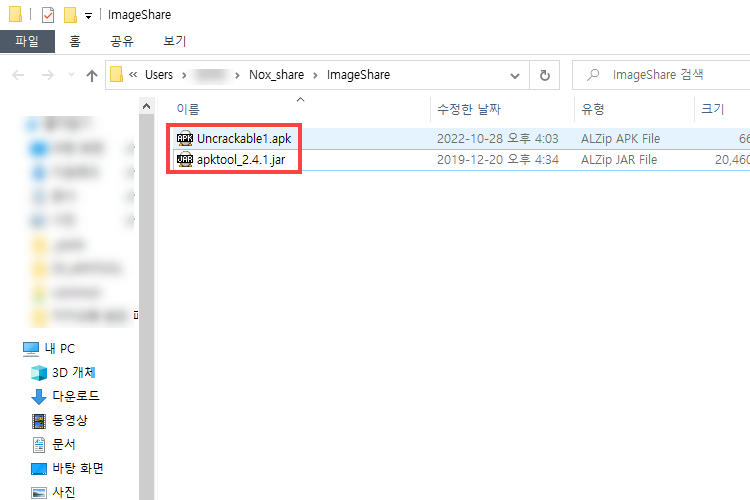 ImageShare
파일 홈 공유 보기
« Users > Nox_share > ImageShare
ImageShare 검색
이름 수정한 날짜 유형 크기
Uncrackable1.apk 2022-10-28 오후 4:03 ALZip APK File 66
apktool_2.4.1.jar 2019-12-20 오후 4:34 ALZip JAR File 20,460
내 PC
3D 개체
다운로드
동영상
문서
바탕 화면
사진